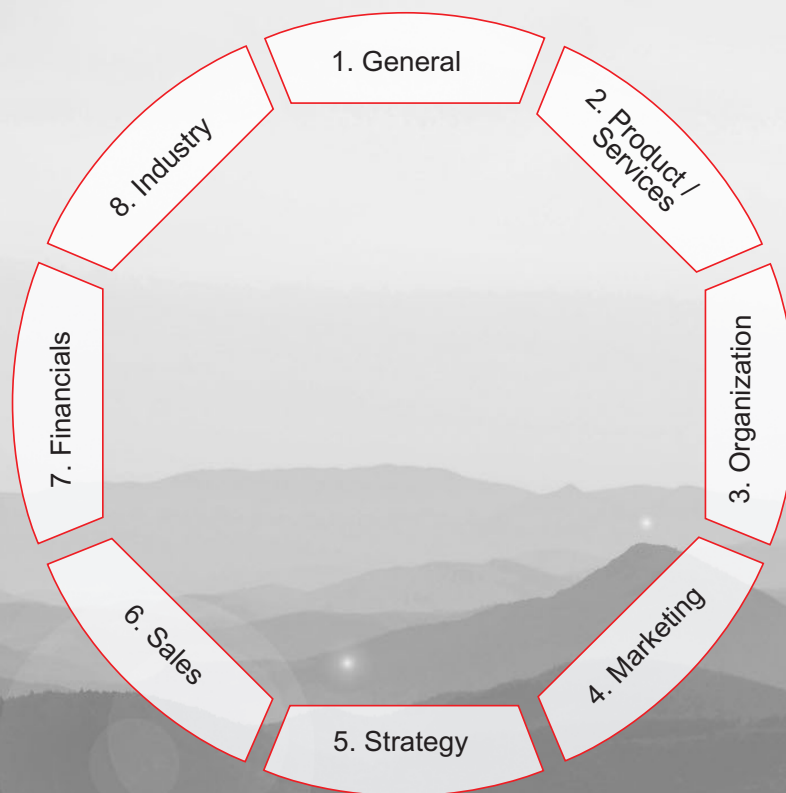 1. General
2. Product /
Services
3. Organization
4. Marketing
5. Strategy
6. Sales
7. Financials
8. Industry